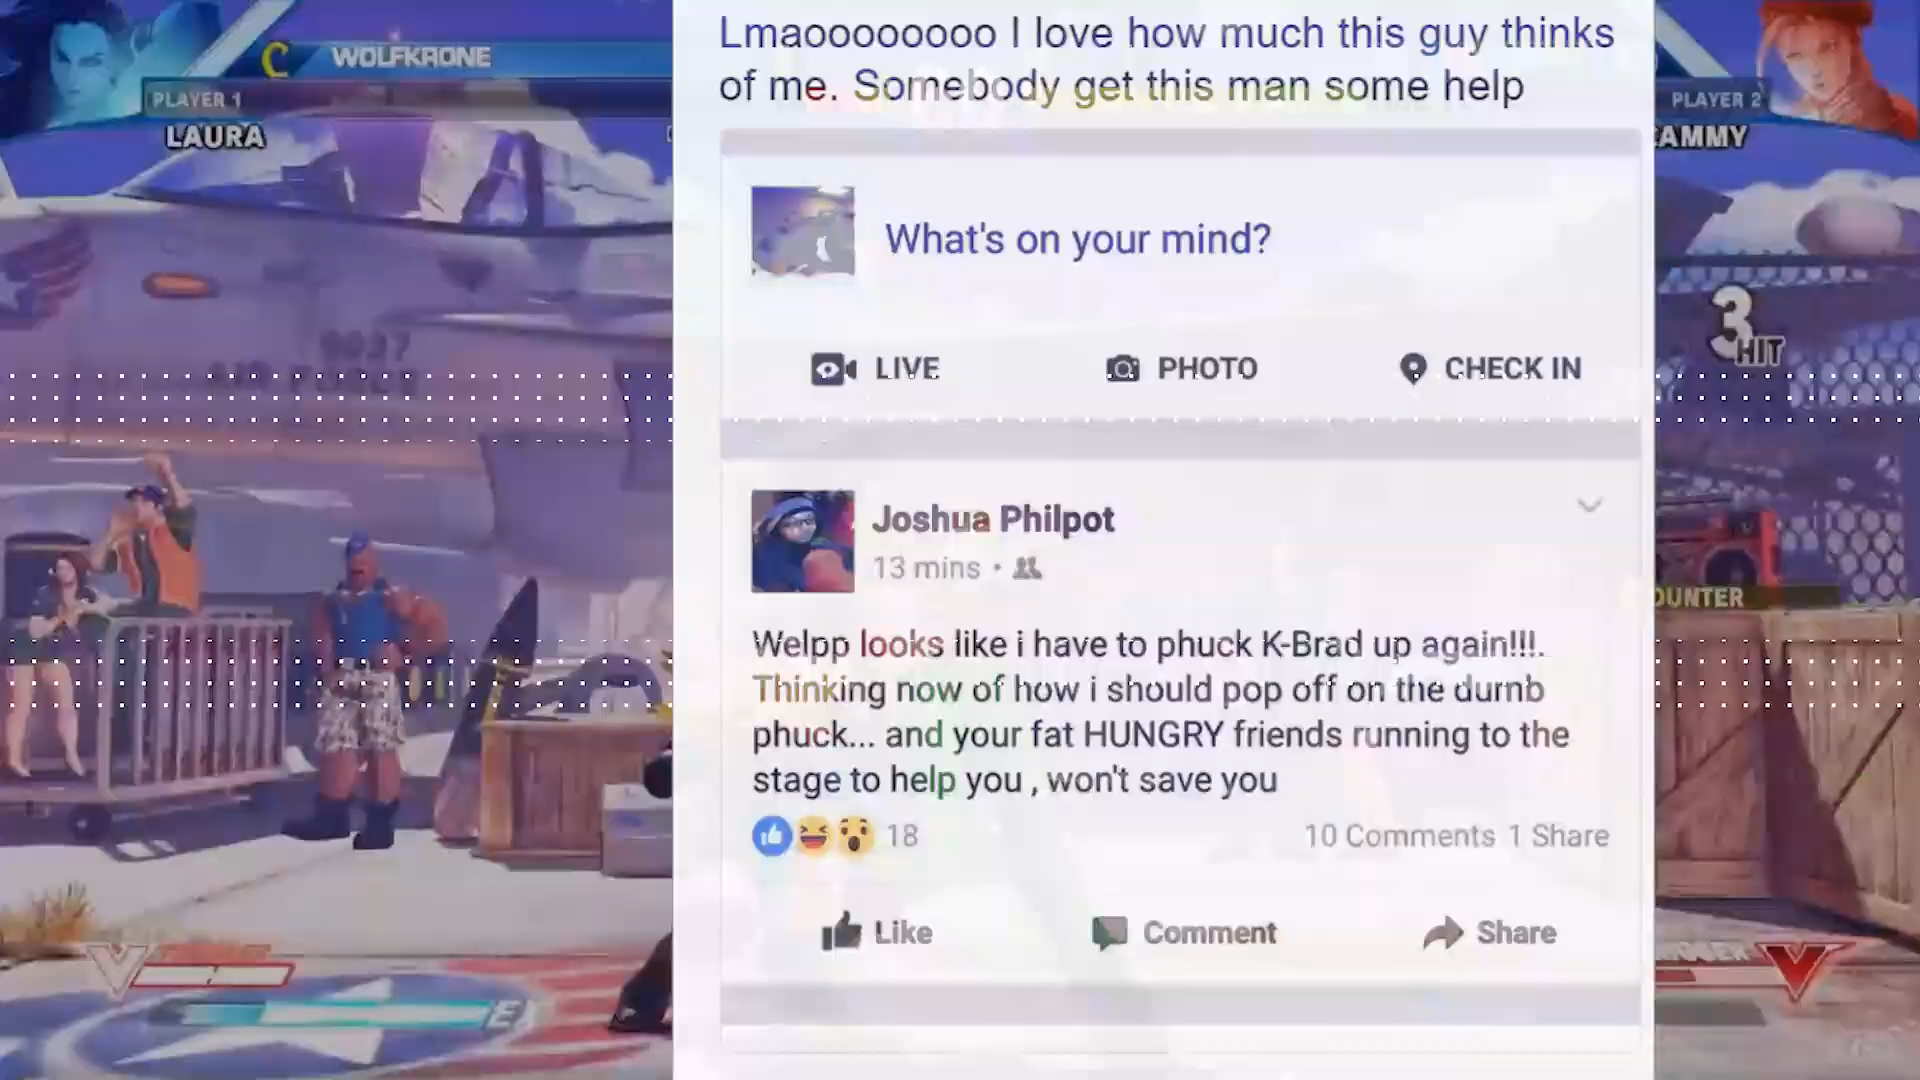 WOLFKRONE
PLAYER 1
LAURA
Lmaoooooooo I love how much this guy thinks
of me. Somebody get this man some help
PLAYER 2
What's on your mind?
3
HIT
LIVE
PHOTO
CHECK IN
Joshua Philpot
13 mins
Welpp looks like i have to phuck K-Brad up again!!!.
Thinking now of how i should pop off on the dumb
phuck... and your fat HUNGRY friends running to the
stage to help you , won't save you
18
10 Comments 1 Share
Like
Comment
Share